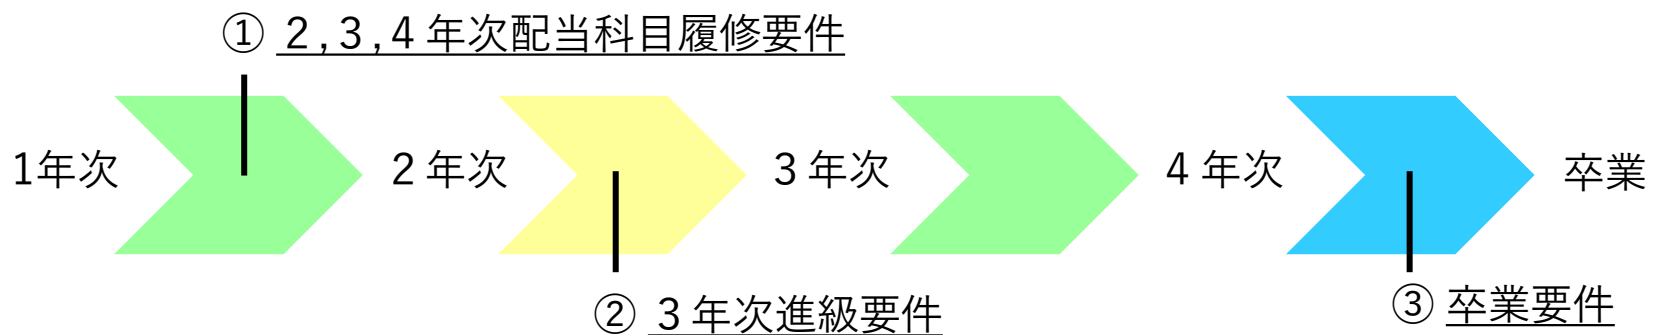 ① 2,3,4年次配当科目履修要件
1年次 2年次 3年次 4年次 卒業
② 3年次進級要件
③ 卒業要件